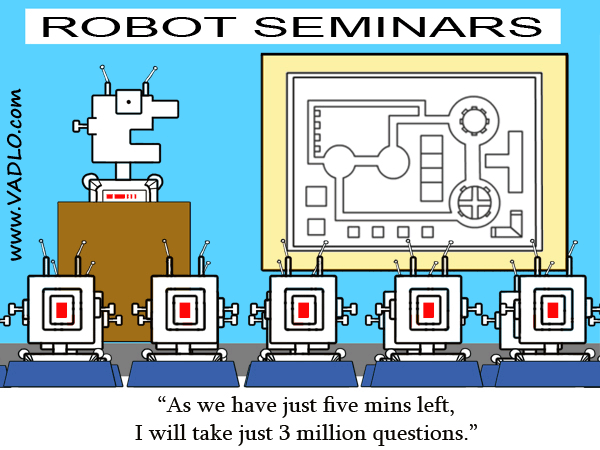 ROBOT SEMINARS
www.VADLO.com
“As we have just five mins left,
I will take just 3 million questions.”